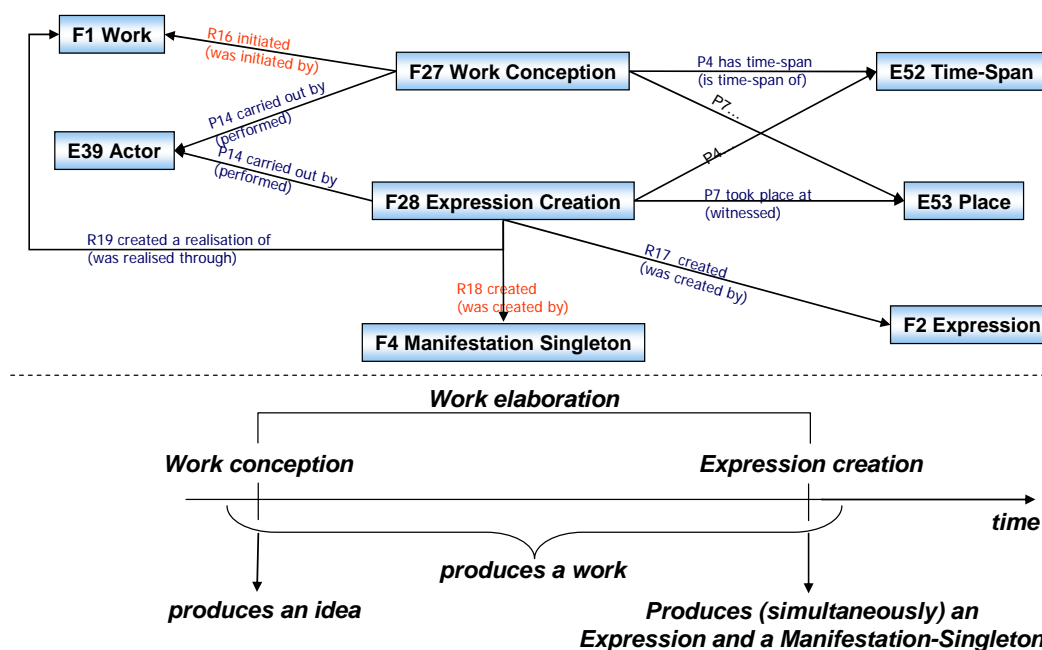 F1 Work
R16 initiated
(was initiated by)
F27 Work Conception
P4 has time-span
(is time-span of)
E52 Time-Span
P14 carried out by
(performed)
P7...
E39 Actor
P14 carried out by
(performed)
P4...
F28 Expression Creation
P7 took place at
(witnessed)
E53 Place
R19 created a realisation of
(was realised through)
R17 created
(was created by)
R18 created
(was created by)
F2 Expression
F4 Manifestation Singleton
Work elaboration
Work conception
Expression creation
time
produces a work
produces an idea
Produces (simultaneously) an
Expression and a Manifestation-Singleton